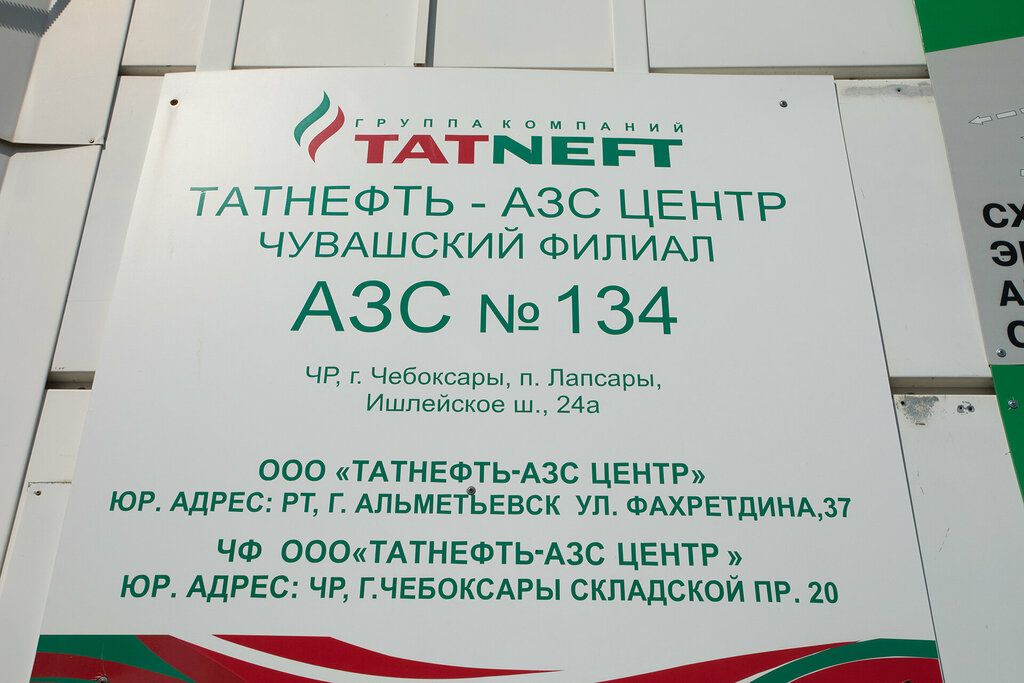 ГРУППА КОМПАНИЙ
TATNEFT
ТАТНЕФТЬ - АЗС ЦЕНТР
ЧУВАШСКИЙ ФИЛИАЛ
АЗС № 134
ЧР, г. Чебоксары, п. Лапсары,
Ишлейское ш., 24а
ООО «ТАТНЕФТЬ-АЗС ЦЕНТР»
ЮР. АДРЕС: РТ, Г. АЛЬМЕТЬЕВСК УЛ. ФАХРЕТДИНА,37
ЧФ ООО«ТАТНЕФТЬ-АЗС ЦЕНТР »
ЮР. АДРЕС: ЧР, Г.ЧЕБОКСАРЫ СКЛАДСКОЙ ПР. 20